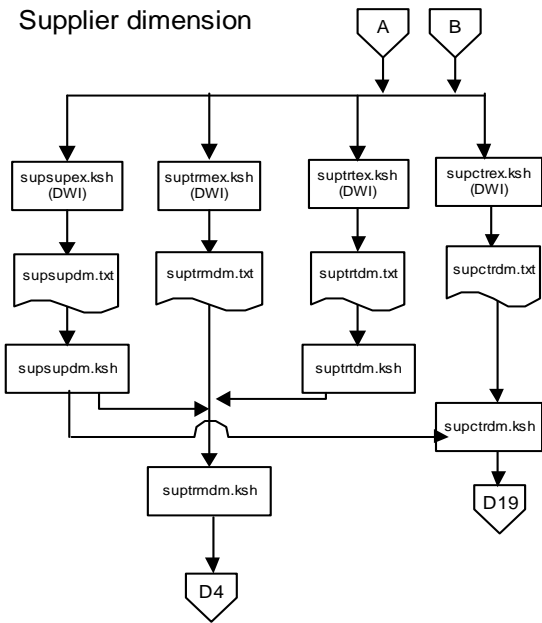 Supplier dimension
A
B
supsupex.ksh
(DWI)
suptrmex.ksh
(DWI)
suptrtex.ksh
(DWI)
supctrex.ksh
(DWI)
supsupdm.txt
suptrmdm.txt
suptrtdm.txt
supctrdm.txt
supsupdm.ksh
suptrtdm.ksh
supctrdm.ksh
suptrmdm.ksh
D19
D4